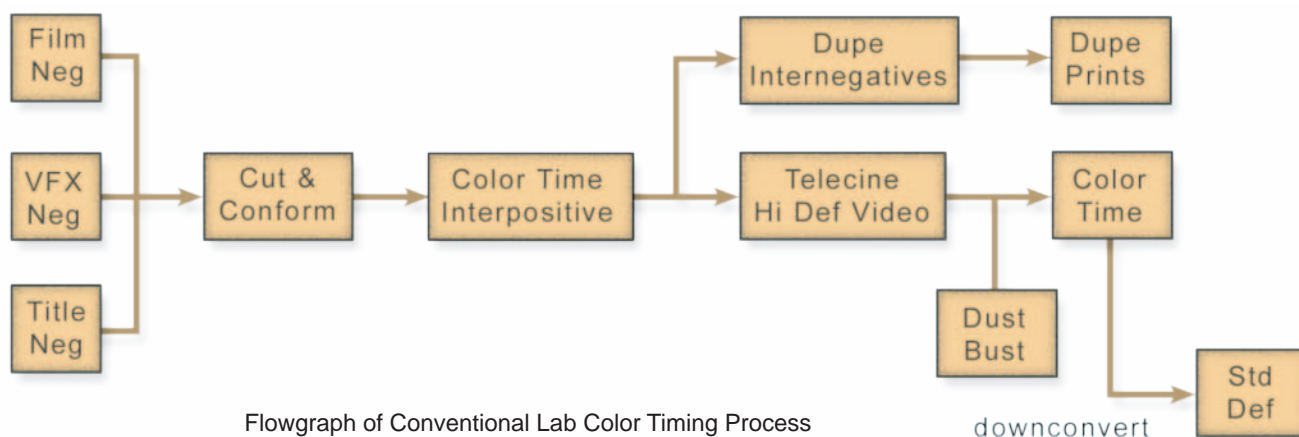 Film
Neg
VFX
Neg
Title
Neg
Cut &
Conform
Color Time
Interpositive
Dupe
Internegatives
Dupe
Prints
Telecine
Hi Def Video
Color
Time
Dust
Bust
Std
Def
downconvert
Flowgraph of Conventional Lab Color Timing Process